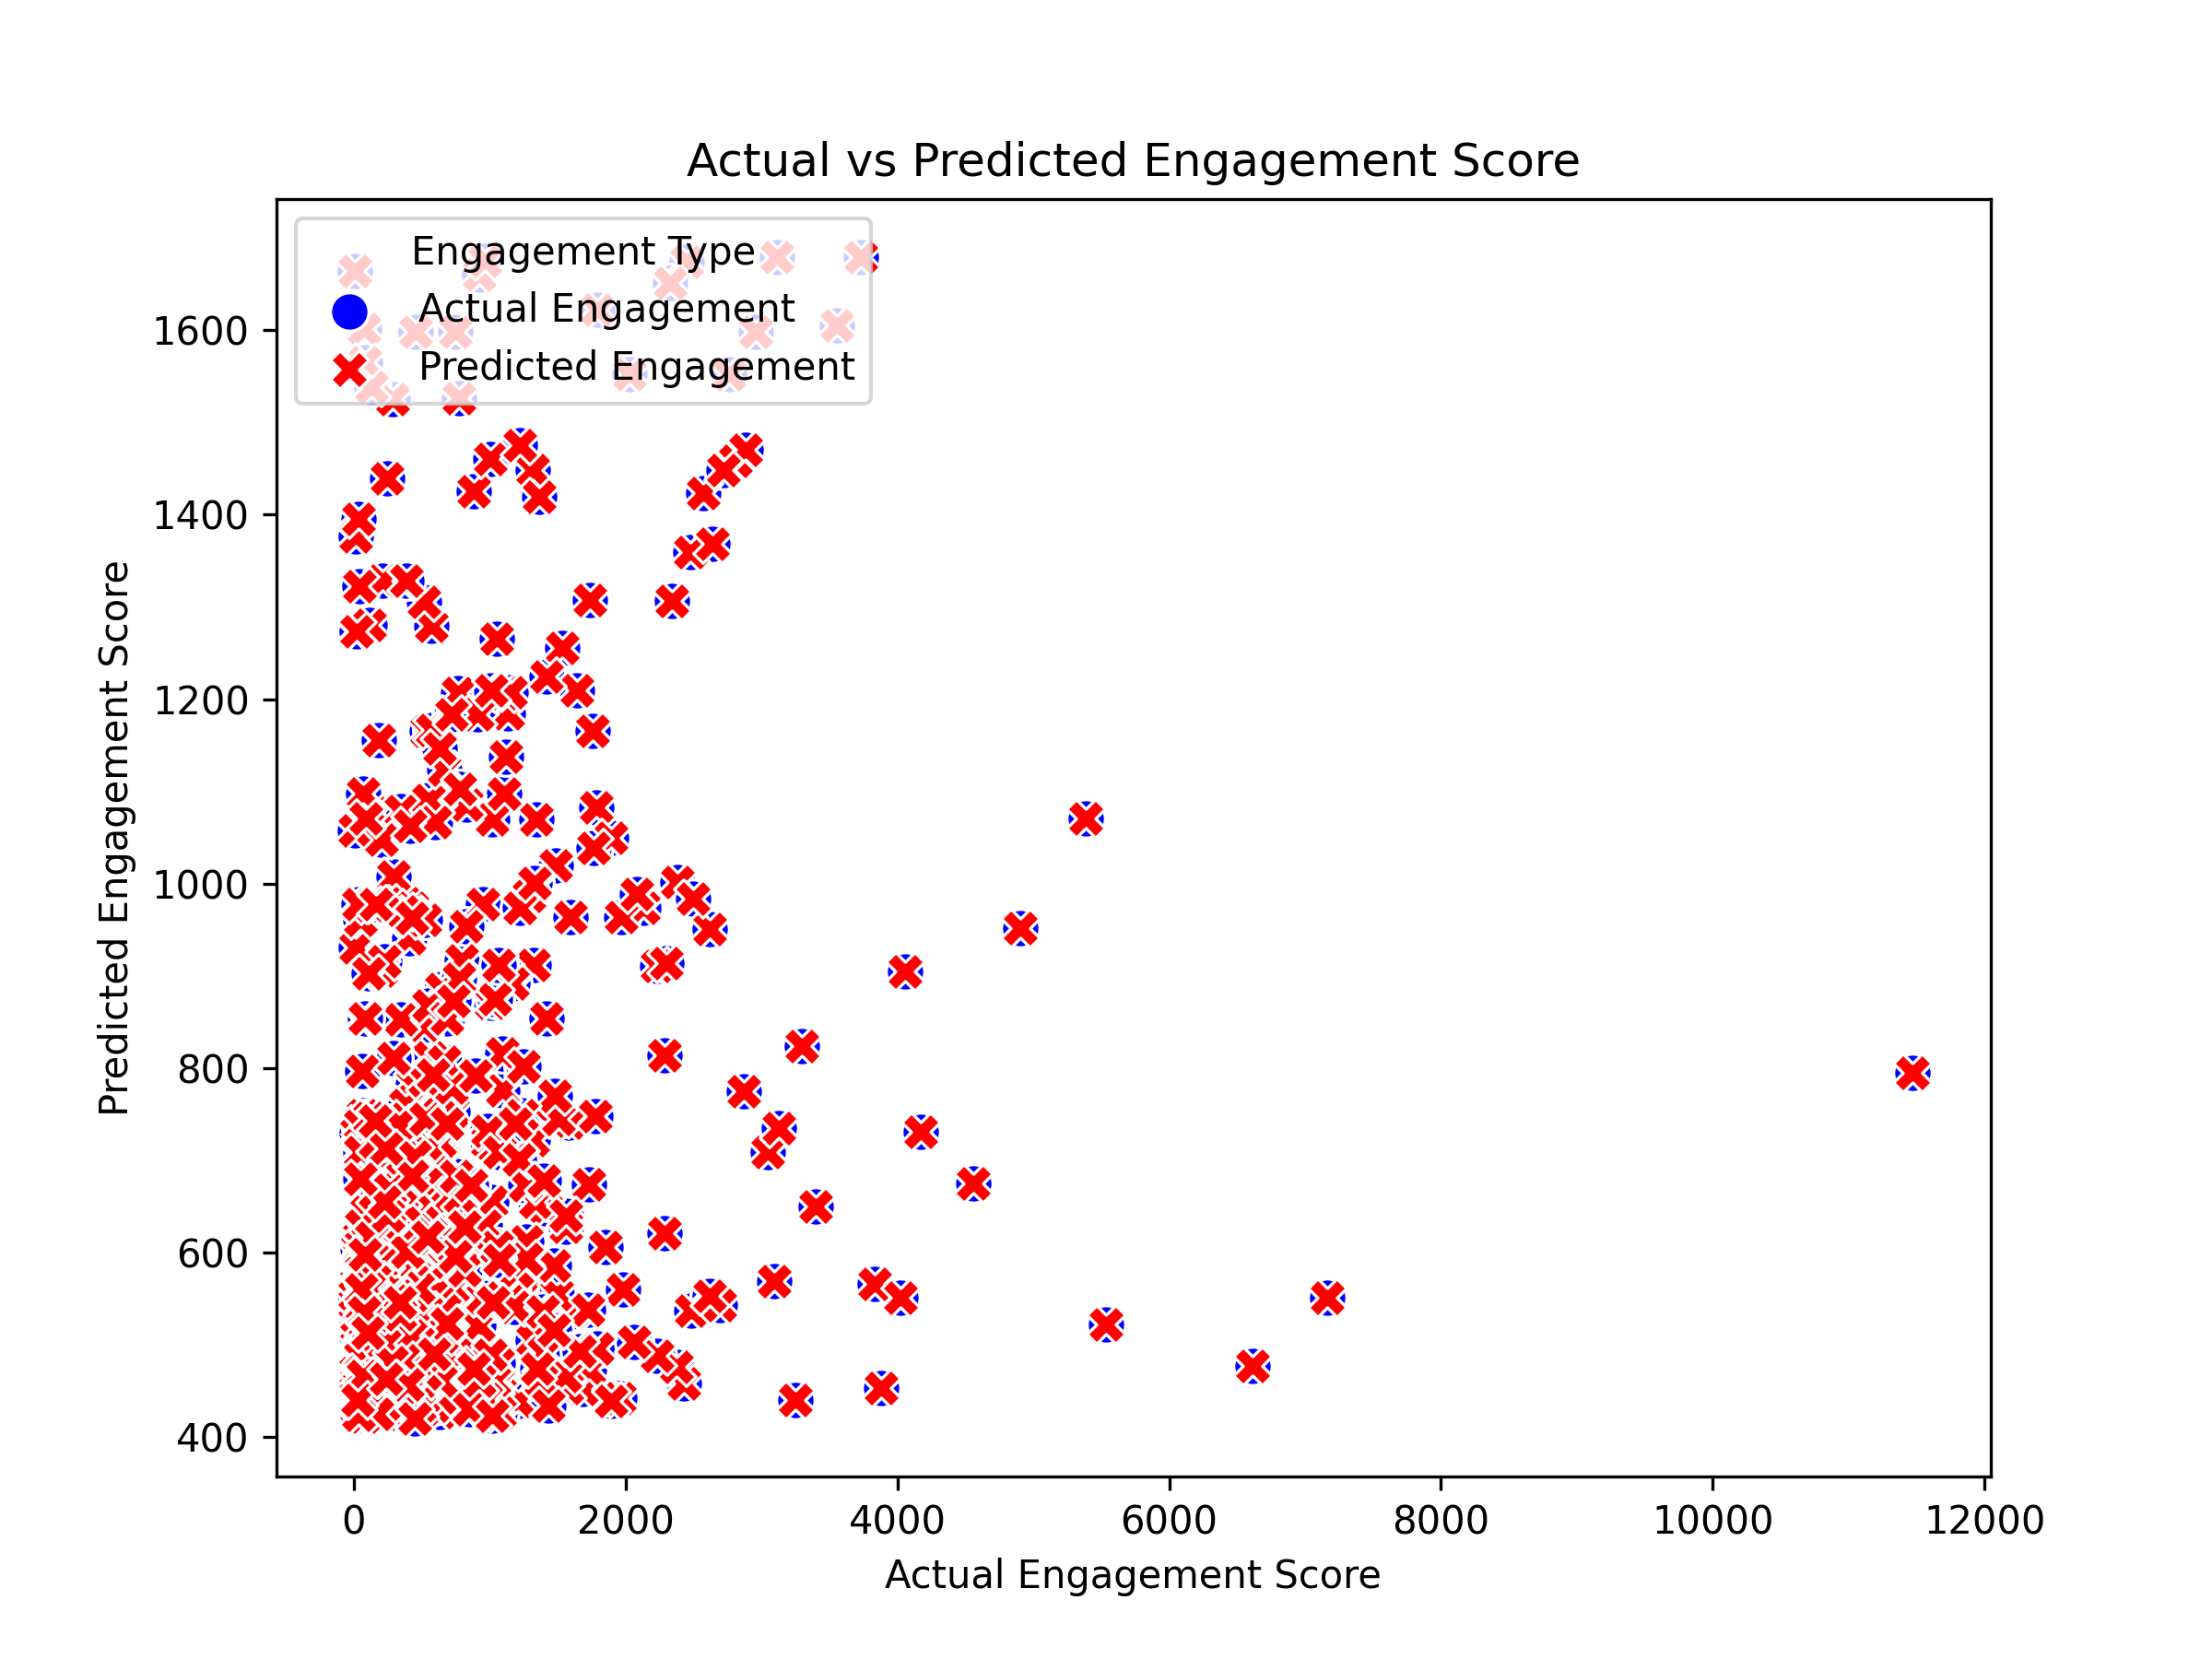 Actual vs Predicted Engagement Score
Engagement Type
Actual Engagement
Predicted Engagement
Predicted Engagement Score
1600
1400
1200
1000
800
600
400
0 2000 4000 6000 8000 10000 12000
Actual Engagement Score